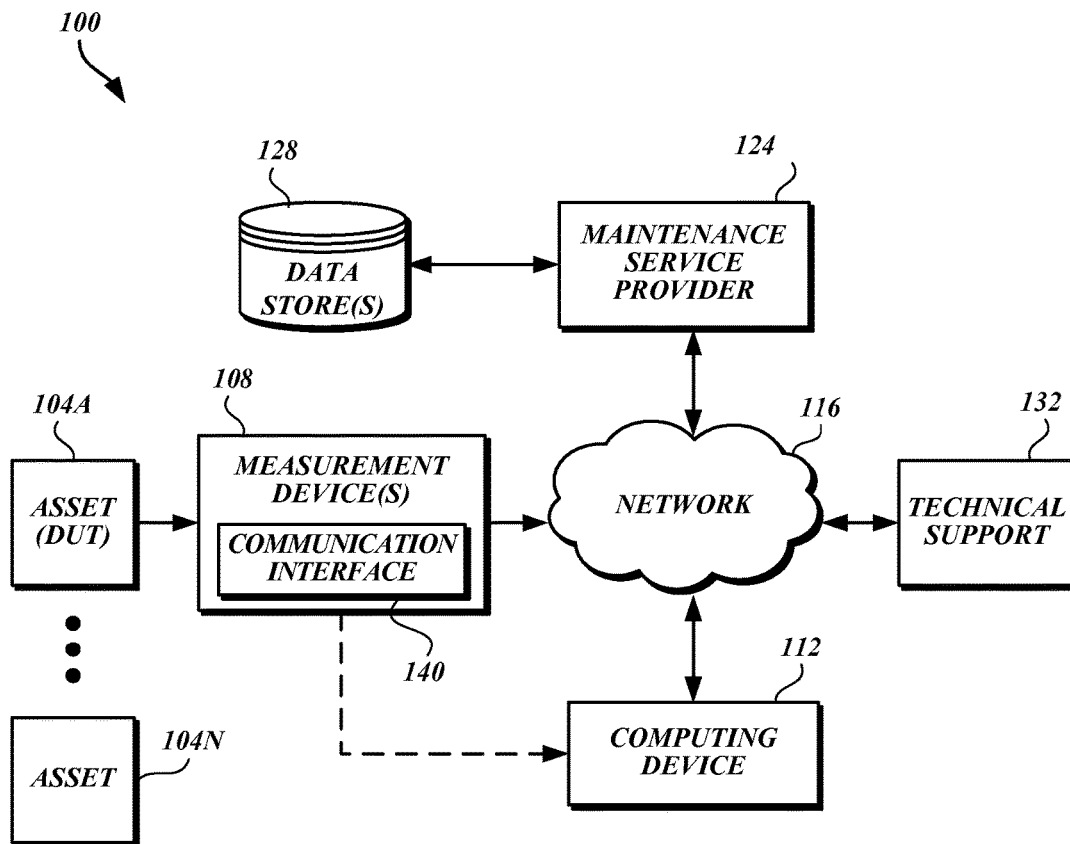 100
128
124
DATA
STORE(S)
MAINTENANCE
SERVICE
PROVIDER
104A
108
116
132
ASSET
(DUT)
MEASUREMENT
DEVICE(S)
COMMUNICATION
INTERFACE
NETWORK
TECHNICAL
SUPPORT
140
112
104N
ASSET
COMPUTING
DEVICE